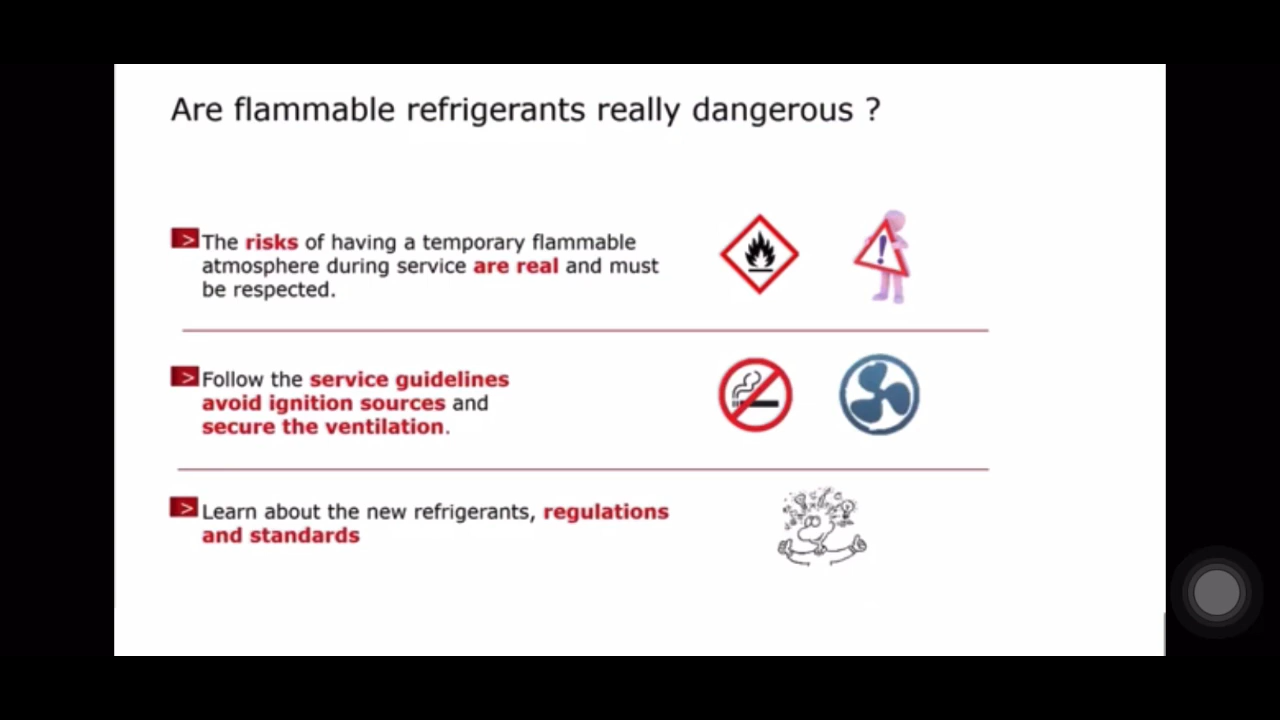 Are flammable refrigerants really dangerous ?
The risks of having a temporary flammable
atmosphere during service are real and must
be respected.
Follow the service guidelines
avoid ignition sources and
secure the ventilation.
Learn about the new refrigerants, regulations
and standards